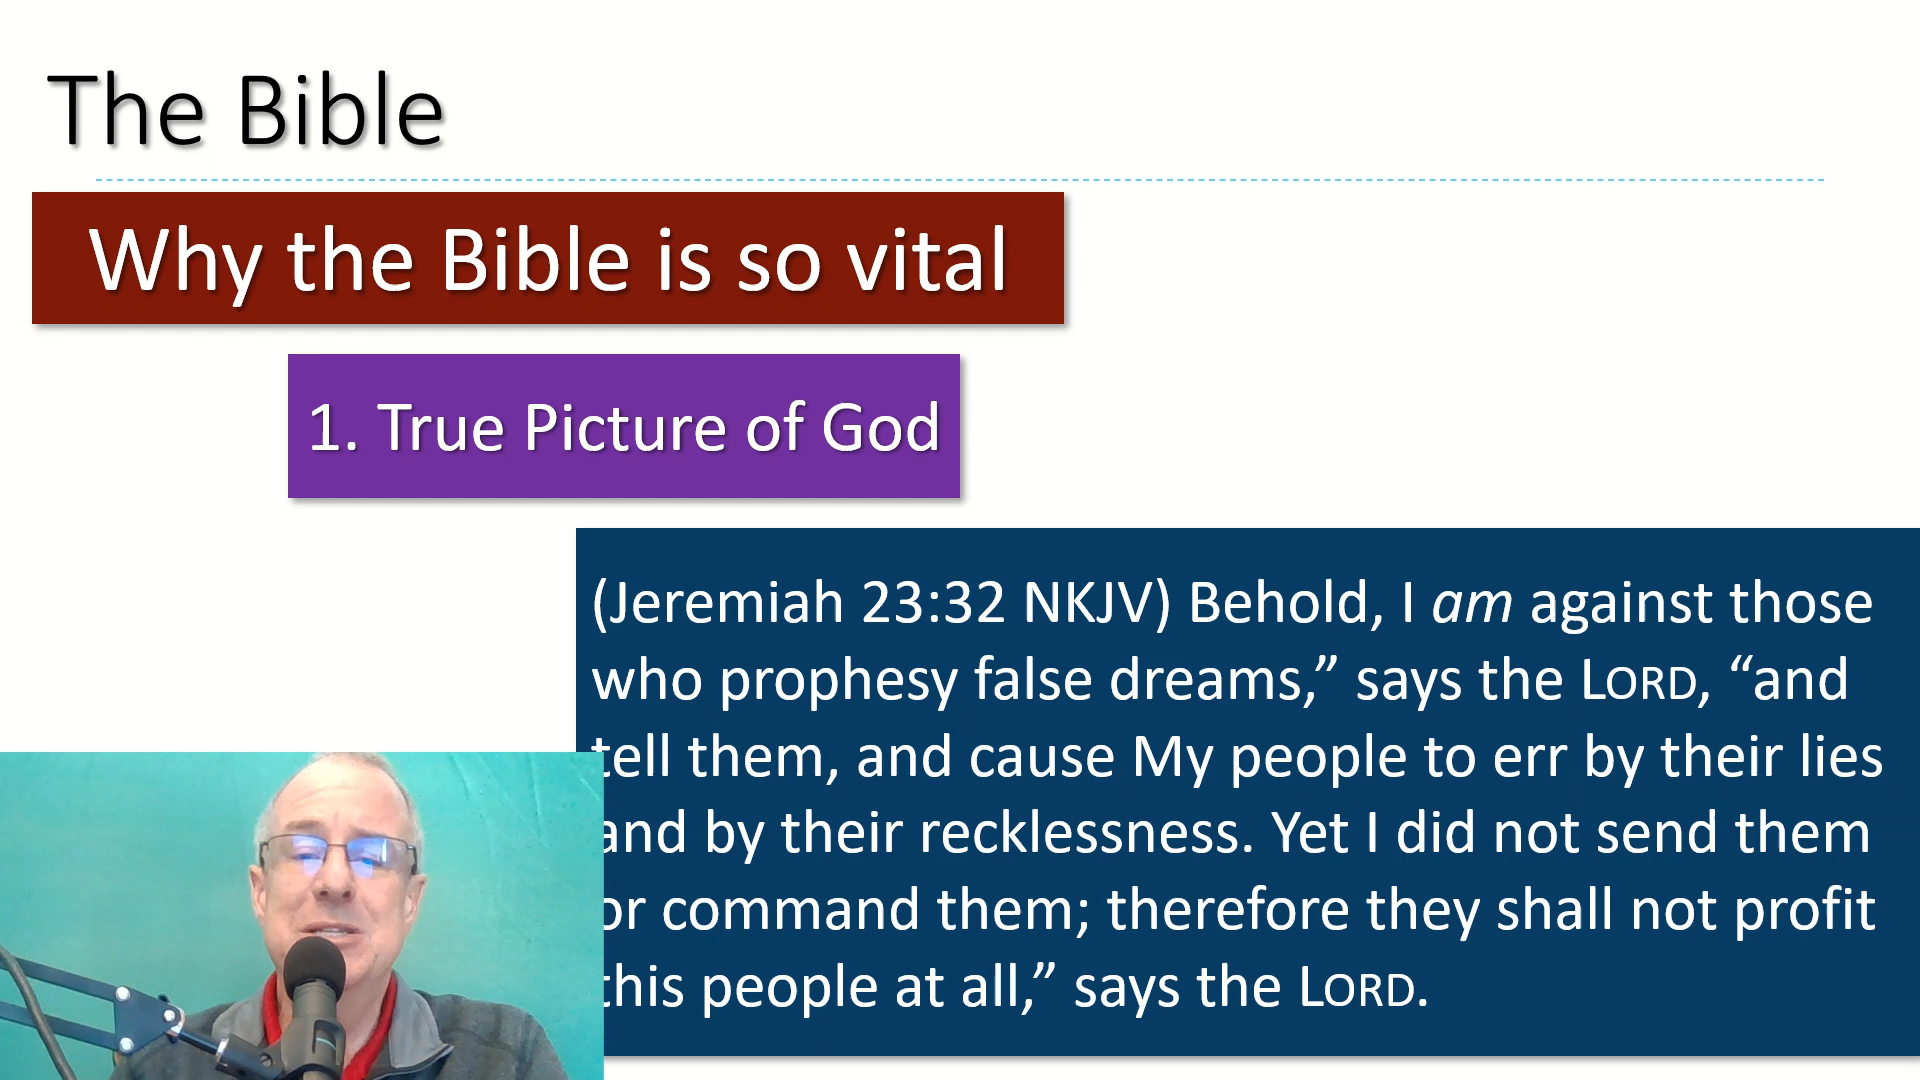 The Bible
Why the Bible is so vital
1. True Picture of God
(Jeremiah 23:32 NKJV) Behold, I am against those
who prophesy false dreams,” says the LORD, “and
tell them, and cause My people to err by their lies
and by their recklessness. Yet I did not send them
or command them; therefore they shall not profit
this people at all,” says the LORD.